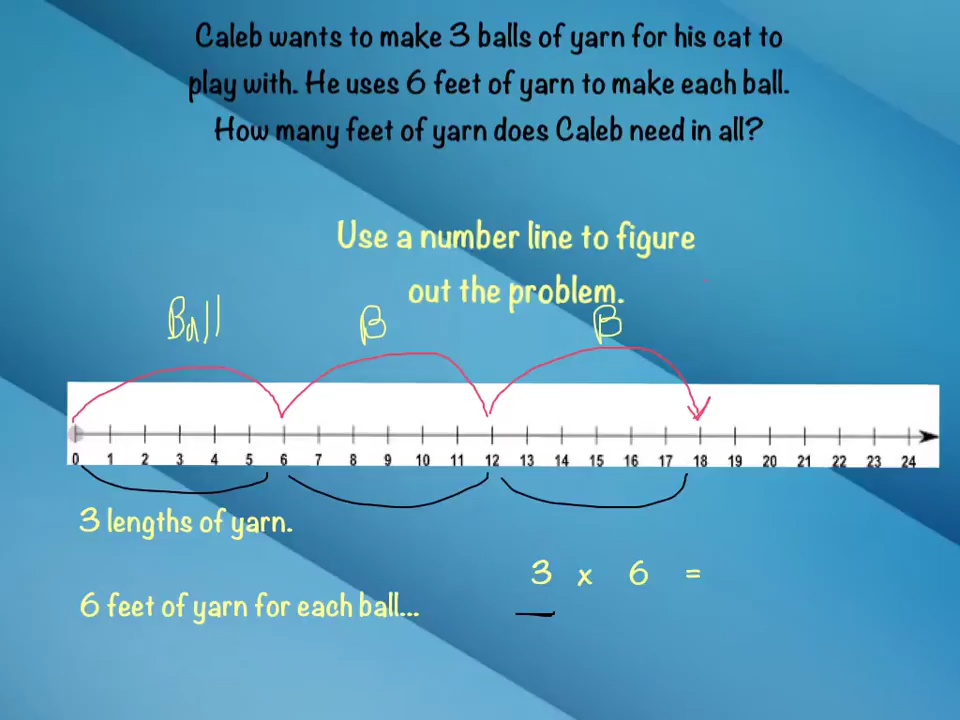 Caleb wants to make 3 balls of yarn for his cat to
play with. He uses 6 feet of yarn to make each ball.
How many feet of yarn does Caleb need in all?
Use a number line to figure
out the problem.
Ball B B
0 1 2 3 4 5 6 7 8 9 10 11 12 13 14 15 16 17 18 19 20 21 22 23 24
3 lengths of yarn.
3 x 6 =
6 feet of yarn for each ball...